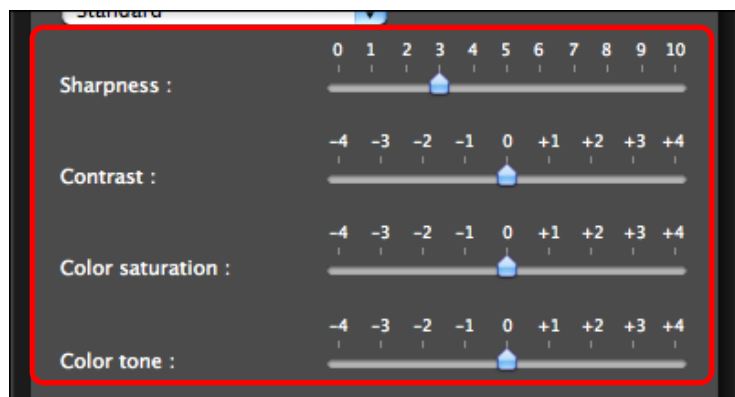 Standard
0 1 2 3 4 5 6 7 8 9 10
Sharpness :
−4 −3 −2 −1 0 +1 +2 +3 +4
Contrast :
−4 −3 −2 −1 0 +1 +2 +3 +4
Color saturation :
−4 −3 −2 −1 0 +1 +2 +3 +4
Color tone :